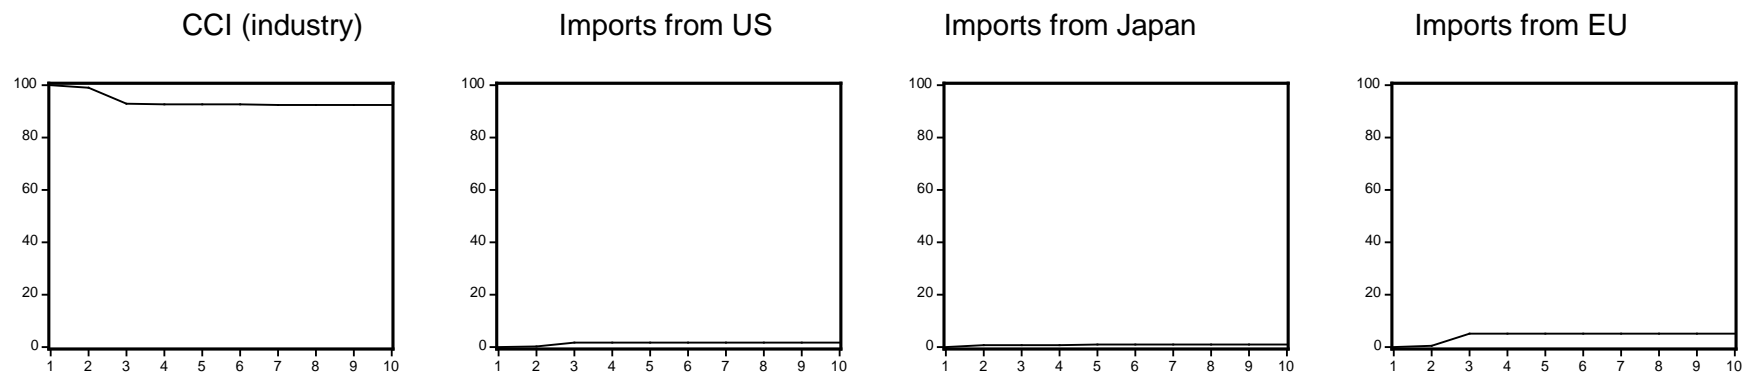 CCI (industry) Imports from US Imports from Japan Imports from EU
100 100 100 100
80 80 80 80
60 60 60 60
40 40 40 40
20 20 20 20
0 0 0 0
1 2 3 4 5 6 7 8 9 10 1 2 3 4 5 6 7 8 9 10 1 2 3 4 5 6 7 8 9 10 1 2 3 4 5 6 7 8 9 10